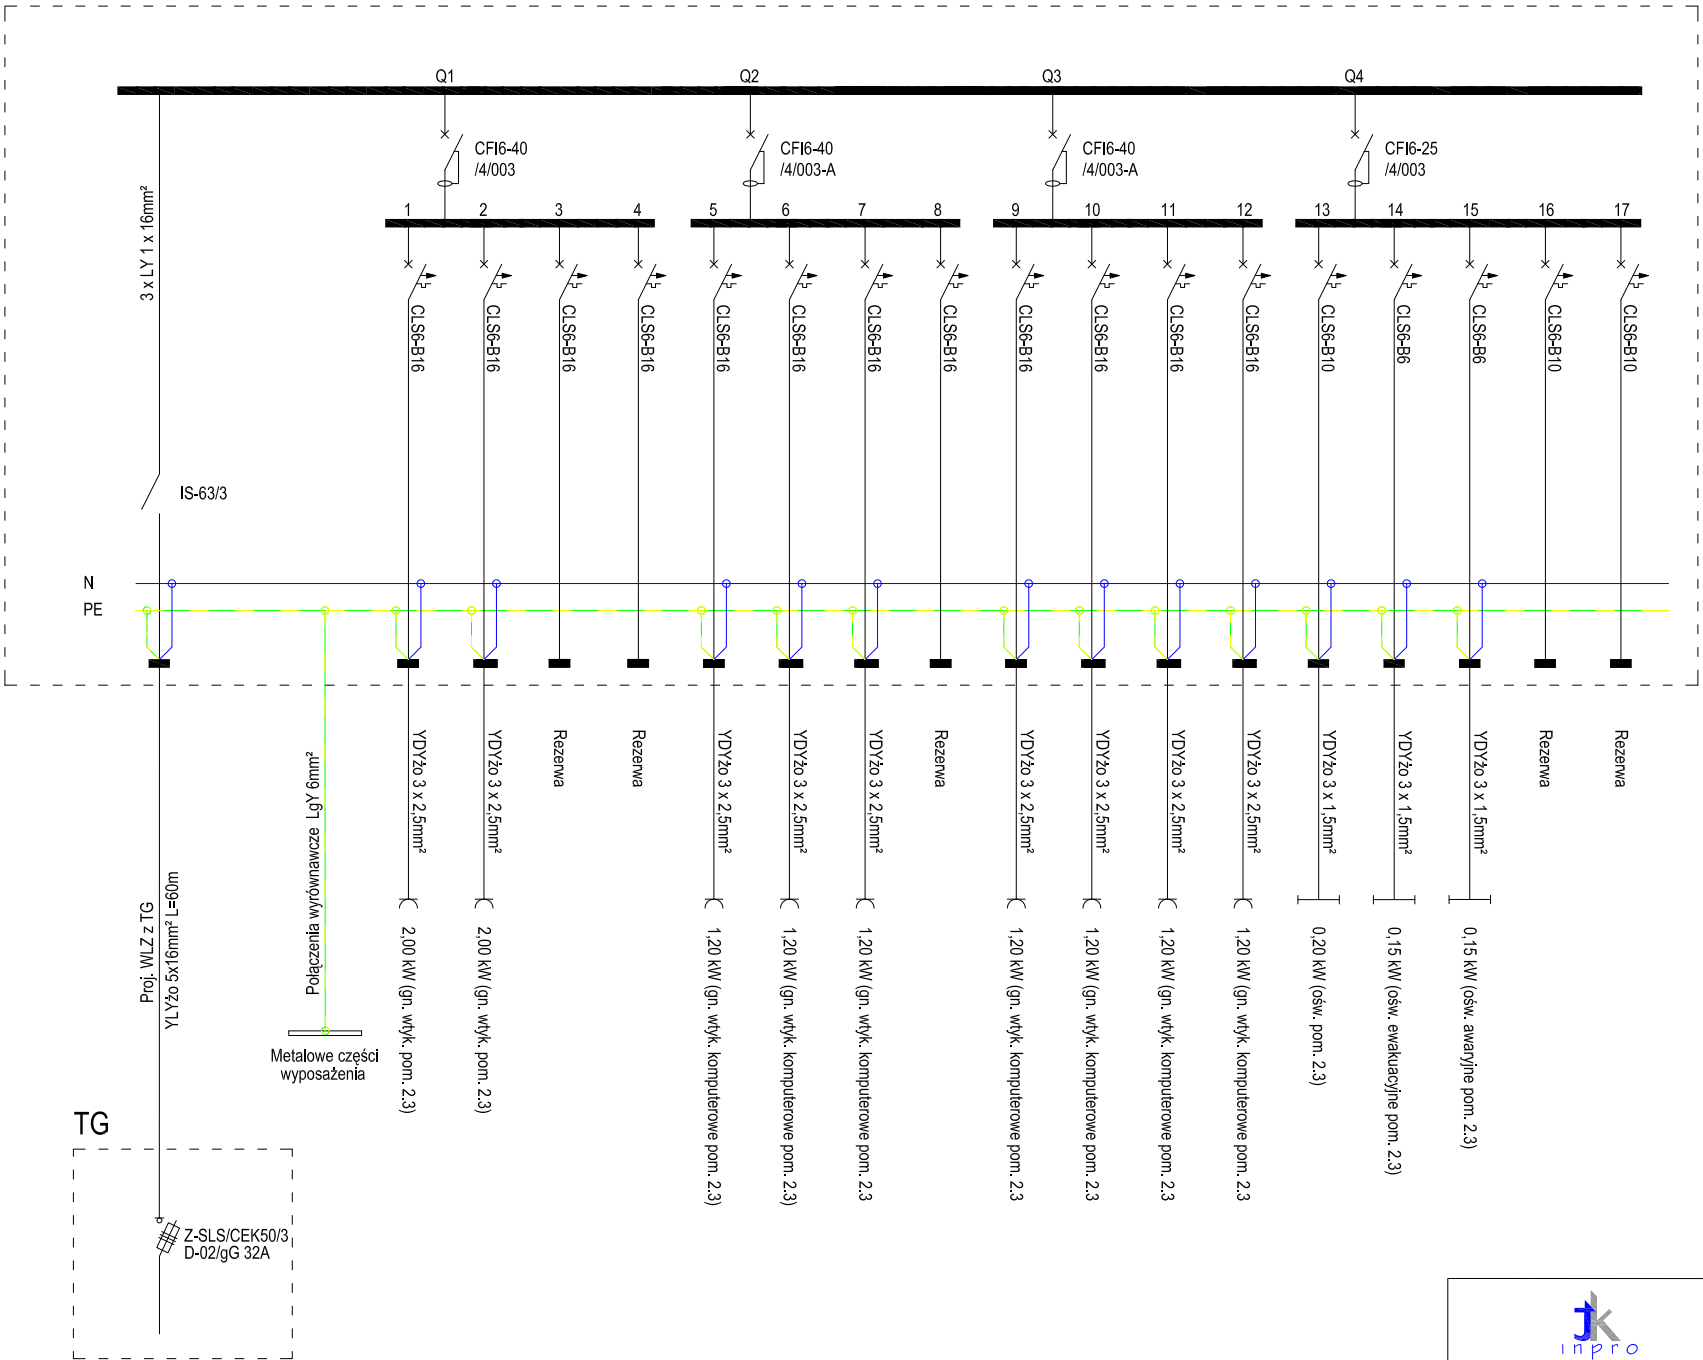 Q1
Q2
Q3
Q4
CFI6-40
/4/003
CFI6-40
/4/003-A
CFI6-40
/4/003-A
CFI6-25
/4/003
1
2
3
4
5
6
7
8
9
10
11
12
13
14
15
16
17
3 x LY 1 x 16mm²
CLS6-B16
CLS6-B16
CLS6-B16
CLS6-B16
CLS6-B16
CLS6-B16
CLS6-B16
CLS6-B16
CLS6-B16
CLS6-B16
CLS6-B16
CLS6-B16
CLS6-B10
CLS6-B6
CLS6-B6
CLS6-B10
CLS6-B10
IS-63/3
N
PE
Proj. WLZ z TG
YLYżo 5x16mm² L=60m
Połączenia wyrównawcze LgY 6mm²
YDYżo 3 x 2,5mm²
YDYżo 3 x 2,5mm²
Rezerwa
Rezerwa
YDYżo 3 x 2,5mm²
YDYżo 3 x 2,5mm²
YDYżo 3 x 2,5mm²
Rezerwa
YDYżo 3 x 2,5mm²
YDYżo 3 x 2,5mm²
YDYżo 3 x 2,5mm²
YDYżo 3 x 2,5mm²
YDYżo 3 x 1,5mm²
YDYżo 3 x 1,5mm²
YDYżo 3 x 1,5mm²
Rezerwa
Rezerwa
Metalowe części
wyposażenia
2,00 kW (gn. wtyk. pom. 2.3)
2,00 kW (gn. wtyk. pom. 2.3)
1,20 kW (gn. wtyk. komputerowe pom. 2.3)
1,20 kW (gn. wtyk. komputerowe pom. 2.3)
1,20 kW (gn. wtyk. komputerowe pom. 2.3
1,20 kW (gn. wtyk. komputerowe pom. 2.3
1,20 kW (gn. wtyk. komputerowe pom. 2.3
1,20 kW (gn. wtyk. komputerowe pom. 2.3
1,20 kW (gn. wtyk. komputerowe pom. 2.3
0,20 kW (ośw. pom. 2.3)
0,15 kW (ośw. ewakuacyjne pom. 2.3)
0,15 kW (ośw. awaryjne pom. 2.3)
TG
Z-SLS/CEK50/3
D-02/gG 32A
jk
inpro